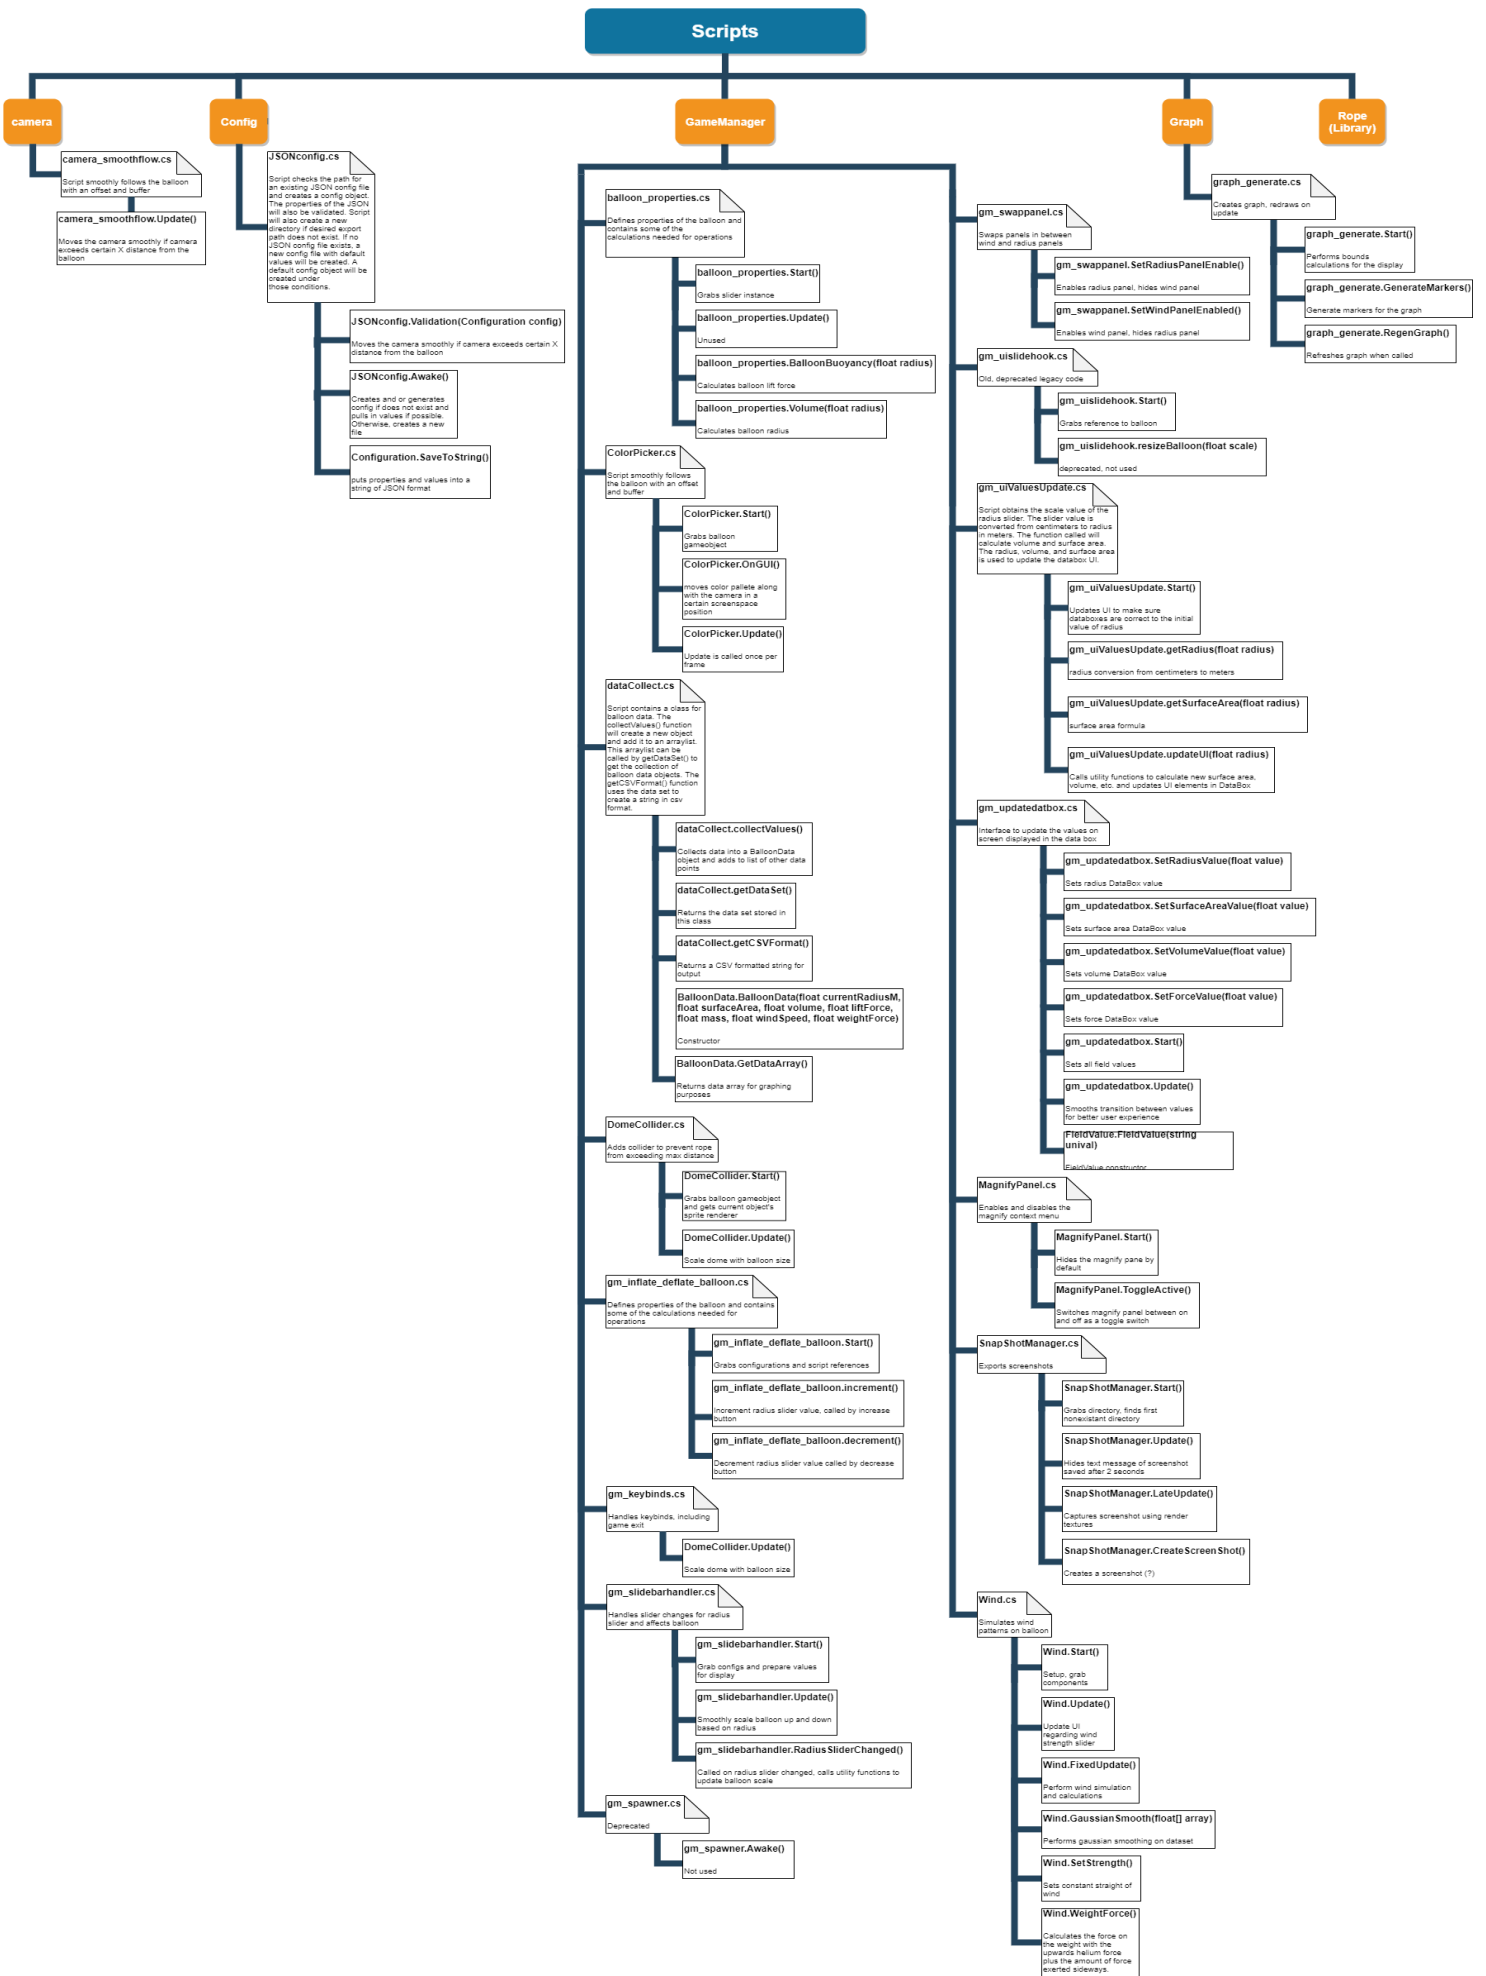 Scripts
camera
Config
GameManager
Graph
Rope
(Library)
camera_smoothflow.cs
Script smoothly follows the balloon
with an offset and buffer
camera_smoothflow.Update()
Moves the camera smoothly if camera
exceeds certain X distance from the
balloon
JSONconfig.cs
Script checks the path for
an existing JSON config file
and creates a config object.
The properties of the JSON
will also be validated. Script
will also create a new
directory if desired export
path does not exist. If no
JSON config file exists, a
new config file with default
values will be created. A
default config object will be
created under
those conditions.
JSONconfig.Validation(Configuration config)
Moves the camera smoothly if camera exceeds certain X
distance from the balloon
JSONconfig.Awake()
Creates and or generates
config if does not exist and
pulls in values if possible.
Otherwise, creates a new
file
Configuration.SaveToString()
puts properties and values into a
string of JSON format
balloon_properties.cs
Defines properties of the balloon and
contains some of the
calculations needed for operations
balloon_properties.Start()
Grabs slider instance
balloon_properties.Update()
Unused
balloon_properties.BalloonBuoyancy(float radius)
Calculates balloon lift force
balloon_properties.Volume(float radius)
Calculates balloon radius
ColorPicker.cs
Script smoothly follows
the balloon with an offset
and buffer
ColorPicker.Start()
Grabs balloon
gameobject
ColorPicker.OnGUI()
moves color pallete along
with the camera in a
certain screenspace
position
ColorPicker.Update()
Update is called once per
frame
dataCollect.cs
Script contains a class for
balloon data. The
collectValues() function
will create a new object
and add it to an arraylist.
This arraylist can be
called by getDataSet() to
get the collection of
balloon data objects. The
getCSVFormat() function
uses the data set to
create a string in csv
format.
dataCollect.collectValues()
Collects data into a BalloonData
object and adds to list of other data
points
dataCollect.getDataSet()
Returns the data set stored in
this class
dataCollect.getCSVFormat()
Returns a CSV formatted string for
output
BalloonData.BalloonData(float currentRadiusM,
float surfaceArea, float volume, float liftForce,
float mass, float windSpeed, float weightForce)
Constructor
BalloonData.GetDataArray()
Returns data array for graphing
purposes
DomeCollider.cs
Adds collider to prevent rope
from exceeding max distance
DomeCollider.Start()
Grabs balloon gameobject
and gets current object's
sprite renderer
DomeCollider.Update()
Scale dome with balloon size
gm_inflate_deflate_balloon.cs
Defines properties of the balloon and contains
some of the calculations needed for
operations
gm_inflate_deflate_balloon.Start()
Grabs configurations and script references
gm_inflate_deflate_balloon.increment()
Increment radius slider value, called by increase
button
gm_inflate_deflate_balloon.decrement()
Decrement radius slider value called by decrease
button
gm_keybinds.cs
Handles keybinds, including
game exit
DomeCollider.Update()
Scale dome with balloon size
gm_slidebarhandler.cs
Handles slider changes for radius
slider and affects balloon
gm_slidebarhandler.Start()
Grab configs and prepare values
for display
gm_slidebarhandler.Update()
Smoothly scale balloon up and down
based on radius
gm_slidebarhandler.RadiusSliderChanged()
Called on radius slider changed, calls utility functions to
update balloon scale
gm_spawner.cs
Deprecated
gm_spawner.Awake()
Not used
gm_swappanel.cs
Swaps panels in between
wind and radius panels
gm_swappanel.SetRadiusPanelEnable()
Enables radius panel, hides wind panel
gm_swappanel.SetWindPanelEnabled()
Enables wind panel, hides radius panel
gm_uislidehook.cs
Old, deprecated legacy code
gm_uislidehook.Start()
Grabs reference to balloon
gm_uislidehook.resizeBalloon(float scale)
deprecated, not used
gm_uiValuesUpdate.cs
Script obtains the scale value of the
radius slider. The slider value is
converted from centimeters to radius
in meters. The function called will
calculate volume and surface area.
The radius, volume, and surface area
is used to update the databox UI.
gm_uiValuesUpdate.Start()
Updates UI to make sure
databoxes are correct to the initial
value of radius
gm_uiValuesUpdate.getRadius(float radius)
radius conversion from centimeters to meters
gm_uiValuesUpdate.getSurfaceArea(float radius)
surface area formula
gm_uiValuesUpdate.updateUI(float radius)
Calls utility functions to calculate new surface area,
volume, etc. and updates UI elements in DataBox
gm_updatedatbox.cs
Interface to update the values on
screen displayed in the data box
gm_updatedatbox.SetRadiusValue(float value)
Sets radius DataBox value
gm_updatedatbox.SetSurfaceAreaValue(float value)
Sets surface area DataBox value
gm_updatedatbox.SetVolumeValue(float value)
Sets volume DataBox value
gm_updatedatbox.SetForceValue(float value)
Sets force DataBox value
gm_updatedatbox.Start()
Sets all field values
gm_updatedatbox.Update()
Smooths transition between values
for better user experience
FieldValue.FieldValue(string
unival)
FieldValue constructor
MagnifyPanel.cs
Enables and disables the
magnify context menu
MagnifyPanel.Start()
Hides the magnify pane by
default
MagnifyPanel.ToggleActive()
Switches magnify panel between on
and off as a toggle switch
SnapShotManager.cs
Exports screenshots
SnapShotManager.Start()
Grabs directory, finds first
nonexistant directory
SnapShotManager.Update()
Hides text message of screenshot
saved after 2 seconds
SnapShotManager.LateUpdate()
Captures screenshot using render
textures
SnapShotManager.CreateScreenShot()
Creates a screenshot (?)
Wind.cs
Simulates wind
patterns on balloon
Wind.Start()
Setup, grab
components
Wind.Update()
Update UI
regarding wind
strength slider
Wind.FixedUpdate()
Perform wind simulation
and calculations
Wind.GaussianSmooth(float[] array)
Performs gaussian smoothing on dataset
Wind.SetStrength()
Sets constant straight of
wind
Wind.WeightForce()
Calculates the force on
the weight with the
upwards helium force
plus the amount of force
exerted sideways.
graph_generate.cs
Creates graph, redraws on
update
graph_generate.Start()
Performs bounds
calculations for the display
graph_generate.GenerateMarkers()
Generate markers for the graph
graph_generate.RegenGraph()
Refreshes graph when called